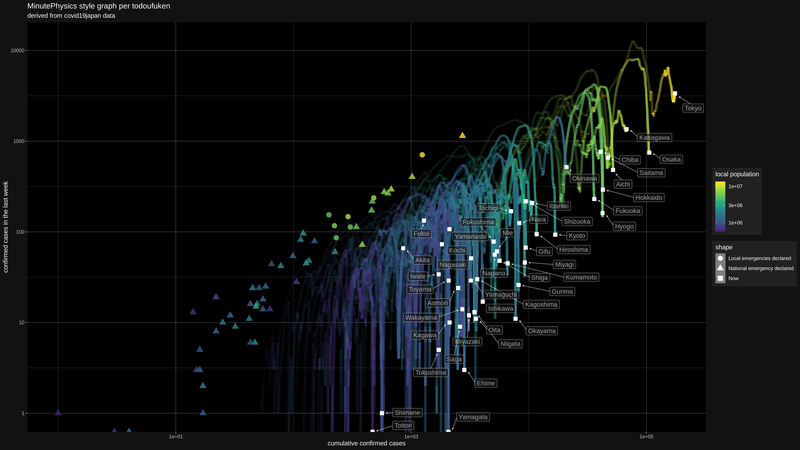 MinutePhysics style graph per todoufuken
derived from covid19japan data
confirmed cases in the last week
10000
1000
100
10
1
Tokyo
Kanagawa
Chiba
Osaka
Saitama
Okinawa
Aichi
Hokkaido
Tochigi
Ibaraki
Fukuoka
Fukushima
Nara
Shizuoka
Hyogo
Fukui
Yamanashi
Mie
Kyoto
Kochi
Gifu
Hiroshima
Akita
Nagasaki
Miyagi
Iwate
Nagano
Shiga
Kumamoto
Toyama
Yamaguchi
Gunma
Aomori
Kagoshima
Ishikawa
Wakayama
Oita
Okayama
Kagawa
Miyazaki
Niigata
Saga
Tokushima
Ehime
Shimane
Yamagata
Tottori
1e+01
1e+03
1e+05
cumulative confirmed cases
local population
1e+07
3e+06
1e+06
shape
Local emergencies declared
National emergency declared
Now